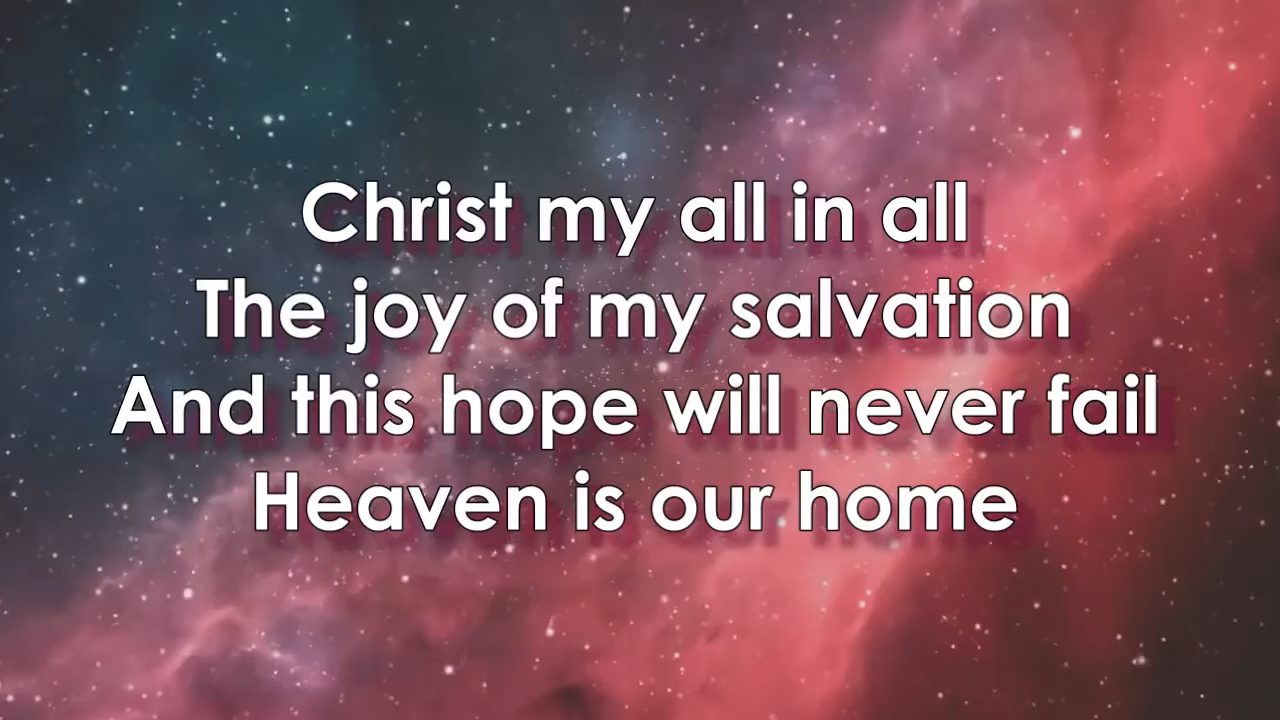 Christ my all in all
The joy of my salvation
And this hope will never fail
Heaven is our home